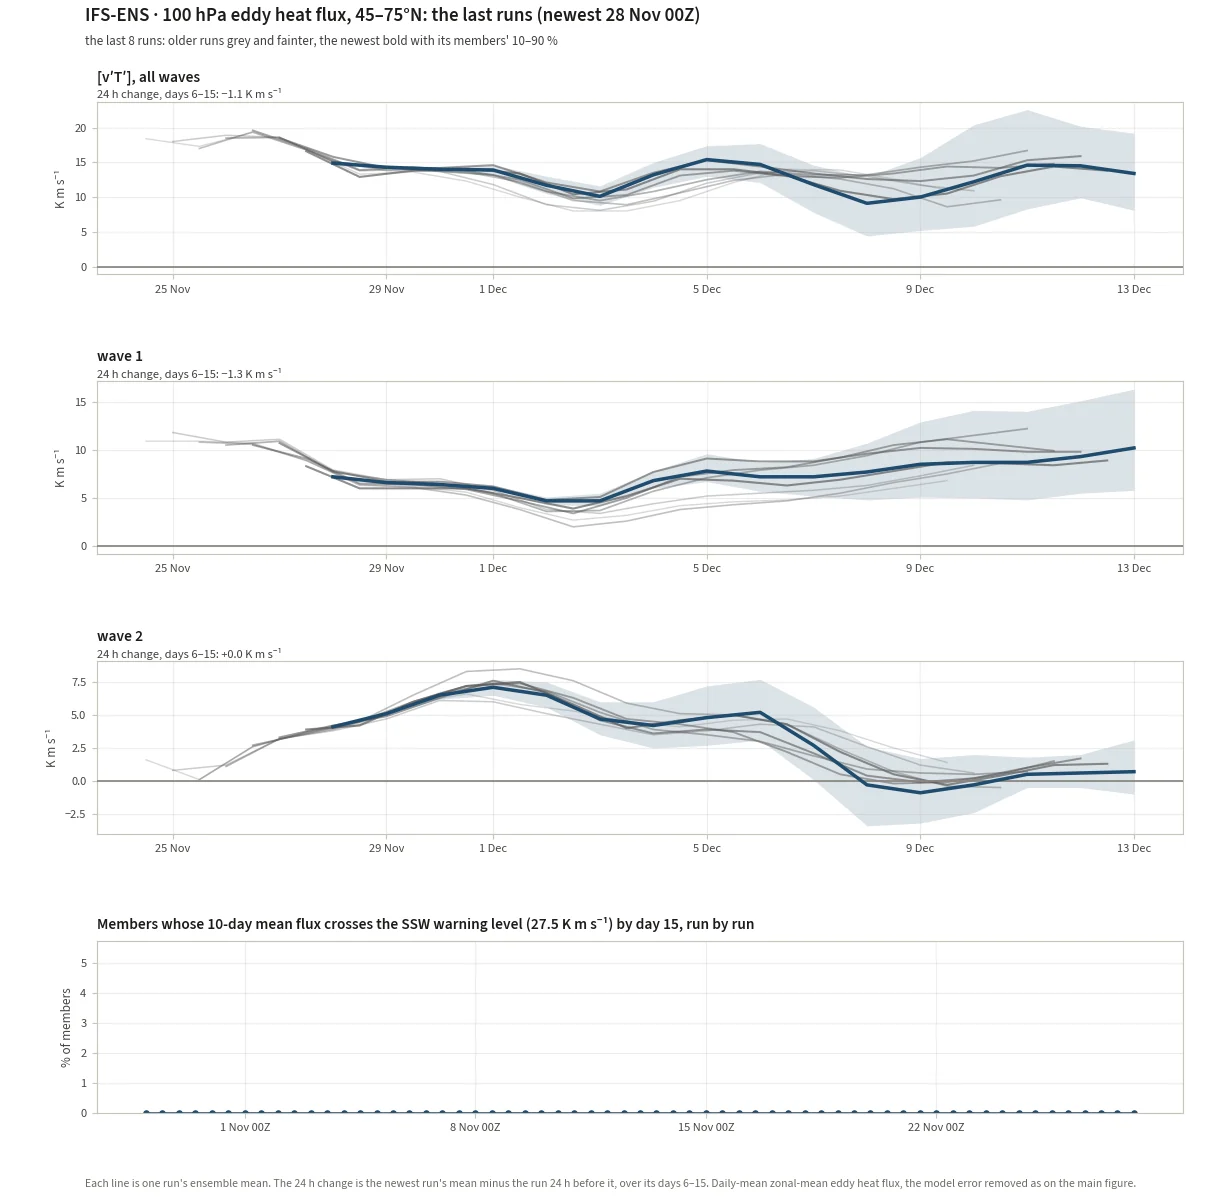 IFS-ENS · 100 hPa eddy heat flux, 45–75°N: the last runs (newest 28 Nov 00Z)
the last 8 runs: older runs grey and fainter, the newest bold with its members' 10–90 %
[v′T′], all waves
24 h change, days 6–15: −1.1 K m s⁻¹
20
15
10
5
0
K m s⁻¹
25 Nov 29 Nov 1 Dec 5 Dec 9 Dec 13 Dec
wave 1
24 h change, days 6–15: −1.3 K m s⁻¹
15
10
5
0
K m s⁻¹
25 Nov 29 Nov 1 Dec 5 Dec 9 Dec 13 Dec
wave 2
24 h change, days 6–15: +0.0 K m s⁻¹
7.5
5.0
2.5
0.0
−2.5
K m s⁻¹
25 Nov 29 Nov 1 Dec 5 Dec 9 Dec 13 Dec
Members whose 10-day mean flux crosses the SSW warning level (27.5 K m s⁻¹) by day 15, run by run
5
4
3
2
1
0
% of members
1 Nov 00Z 8 Nov 00Z 15 Nov 00Z 22 Nov 00Z
Each line is one run's ensemble mean. The 24 h change is the newest run's mean minus the run 24 h before it, over its days 6–15. Daily-mean zonal-mean eddy heat flux, the model error removed as on the main figure.